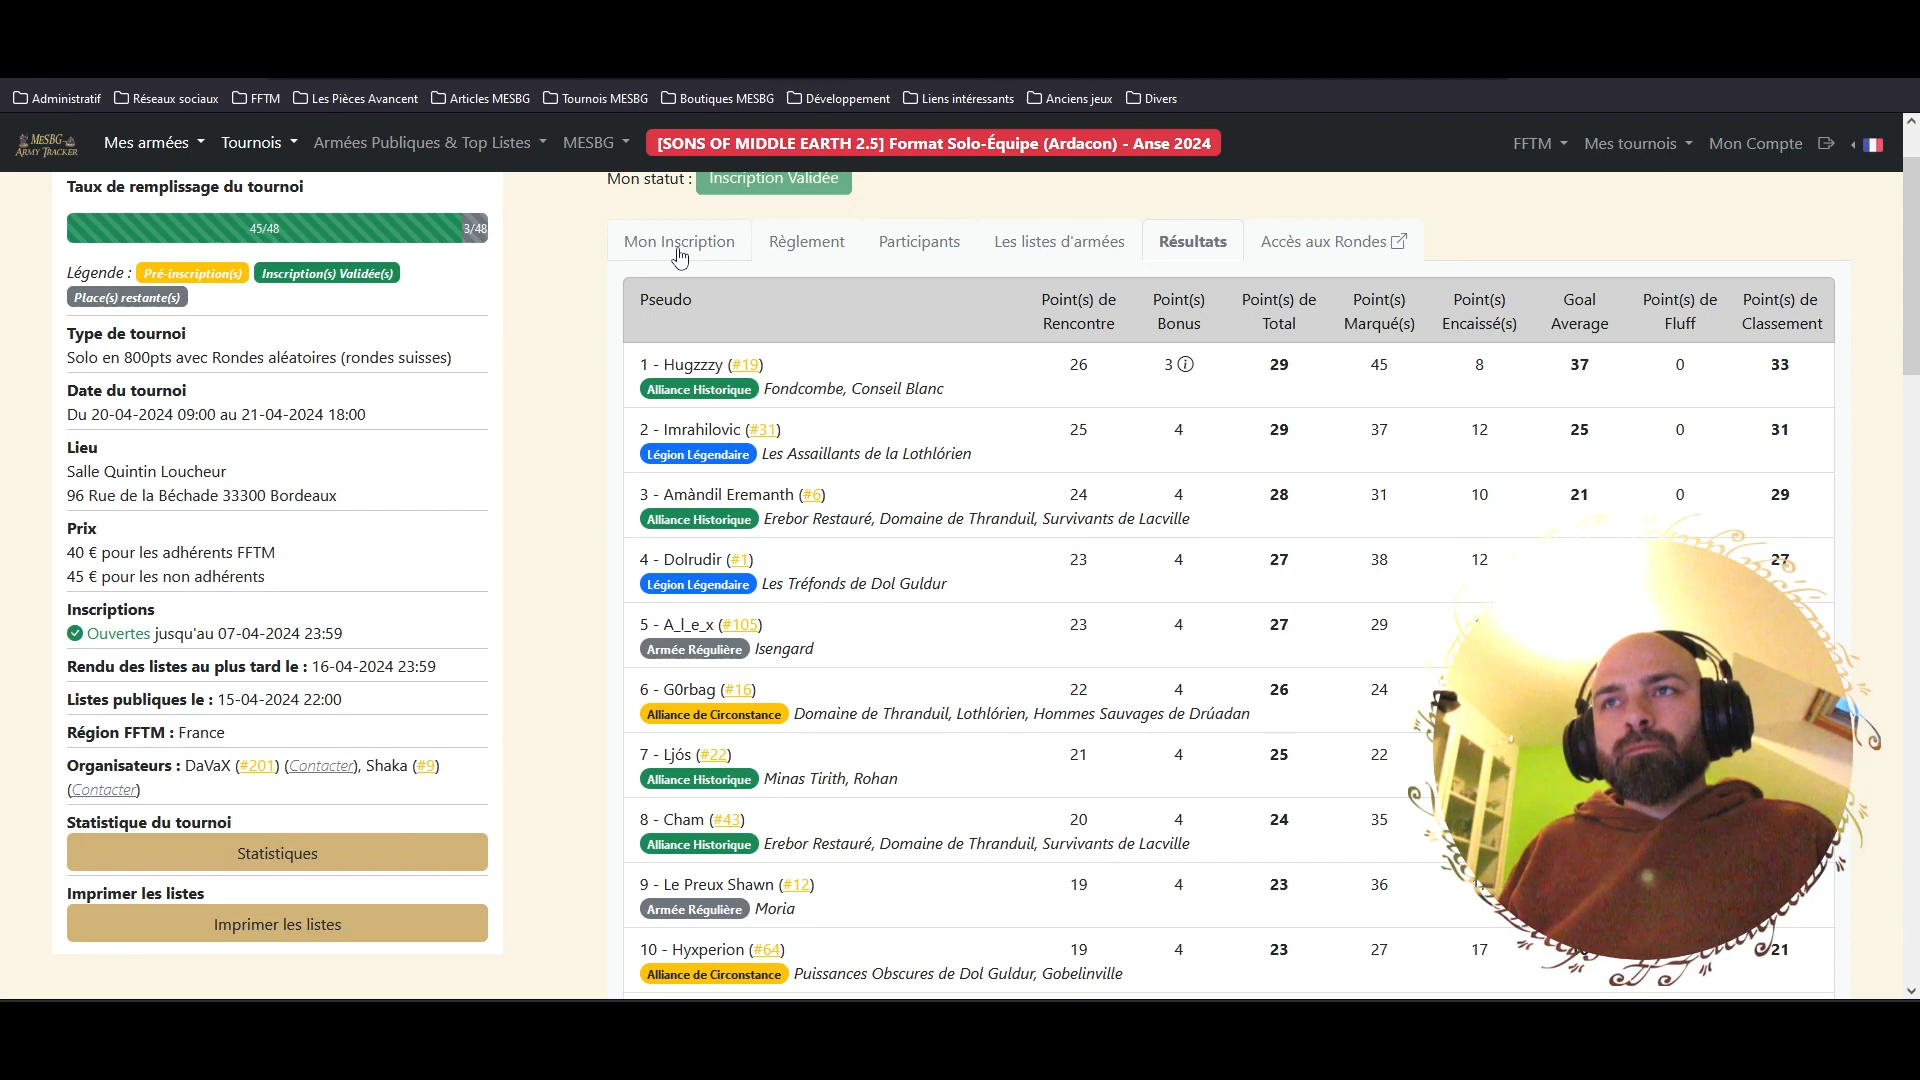 Administratif Réseaux sociaux FFTM Les Pièces Avancent Articles MESBG Tournois MESBG Boutiques MESBG Développement Liens intéressants Anciens jeux Divers
MESBG
ARMY TRACKER
Mes armées Tournois Armées Publiques & Top Listes MESBG [SONS OF MIDDLE EARTH 2.5] Format Solo-Équipe (Ardacon) - Anse 2024 FFTM Mes tournois Mon Compte
Taux de remplissage du tournoi
45/48 3/48
Légende : Pré-inscription(s) Inscription(s) Validée(s)
Place(s) restante(s)
Type de tournoi
Solo en 800pts avec Rondes aléatoires (rondes suisses)
Date du tournoi
Du 20-04-2024 09:00 au 21-04-2024 18:00
Lieu
Salle Quintin Loucheur
96 Rue de la Béchade 33300 Bordeaux
Prix
40 € pour les adhérents FFTM
45 € pour les non adhérents
Inscriptions
Ouvertes jusqu'au 07-04-2024 23:59
Rendu des listes au plus tard le : 16-04-2024 23:59
Listes publiques le : 15-04-2024 22:00
Région FFTM : France
Organisateurs : DaVaX (#201) (Contacter), Shaka (#9)
(Contacter)
Statistique du tournoi
Statistiques
Imprimer les listes
Imprimer les listes
Mon statut : Inscription Validée
Mon Inscription Règlement Participants Les listes d'armées Résultats Accès aux Rondes
Pseudo Point(s) de Rencontre Point(s) Bonus Point(s) de Total Point(s) Marqué(s) Point(s) Encaissé(s) Goal Average Point(s) de Fluff Point(s) de Classement
1 - Hugzzzy (#19) 26 3 29 45 8 37 0 33
Alliance Historique Fondcombe, Conseil Blanc
2 - Imrahilovic (#31) 25 4 29 37 12 25 0 31
Légion Légendaire Les Assaillants de la Lothlórien
3 - Amàndil Eremanth (#6) 24 4 28 31 10 21 0 29
Alliance Historique Erebor Restauré, Domaine de Thranduil, Survivants de Lacville
4 - Dolrudir (#1) 23 4 27 38 12 27
Légion Légendaire Les Tréfonds de Dol Guldur
5 - A_l_e_x (#105) 23 4 27 29
Armée Régulière Isengard
6 - G0rbag (#16) 22 4 26 24
Alliance de Circonstance Domaine de Thranduil, Lothlórien, Hommes Sauvages de Drúadan
7 - Ljós (#22) 21 4 25 22
Alliance Historique Minas Tirith, Rohan
8 - Cham (#43) 20 4 24 35
Alliance Historique Erebor Restauré, Domaine de Thranduil, Survivants de Lacville
9 - Le Preux Shawn (#12) 19 4 23 36
Armée Régulière Moria
10 - Hyxperion (#64) 19 4 23 27 17 21
Alliance de Circonstance Puissances Obscures de Dol Guldur, Gobelinville